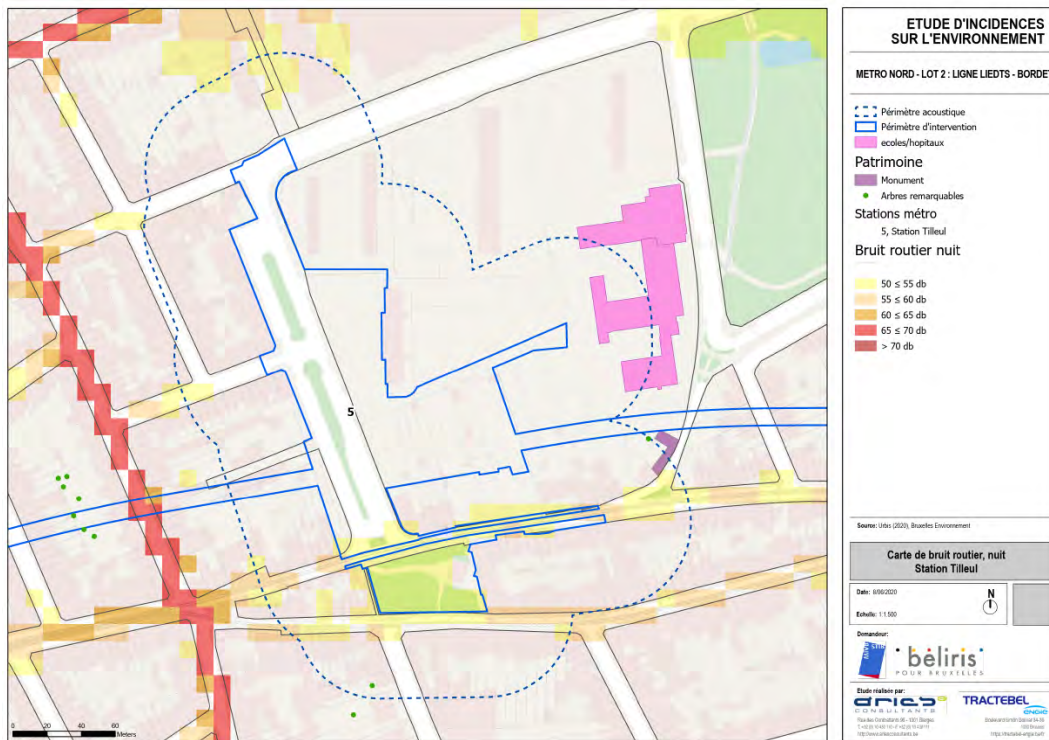 5
0 20 40 60
Meters
ETUDE D'INCIDENCES
SUR L'ENVIRONNEMENT
METRO NORD - LOT 2 : LIGNE LIEDTS - BORDET
Périmètre acoustique
Périmètre d'intervention
ecoles/hopitaux
Patrimoine
Monument
Arbres remarquables
Stations métro
5, Station Tilleul
Bruit routier nuit
50 ≤ 55 db
55 ≤ 60 db
60 ≤ 65 db
65 ≤ 70 db
> 70 db
Source: Urbis (2020), Bruxelles Environnement
Carte de bruit routier, nuit
Station Tilleul
Date:
N
Echelle: 1:1.500
Demandeur:
beliris
POUR BRUXELLES
Etude réalisée par:
aries
CONSULTANTS
TRACTEBEL
ENGIE